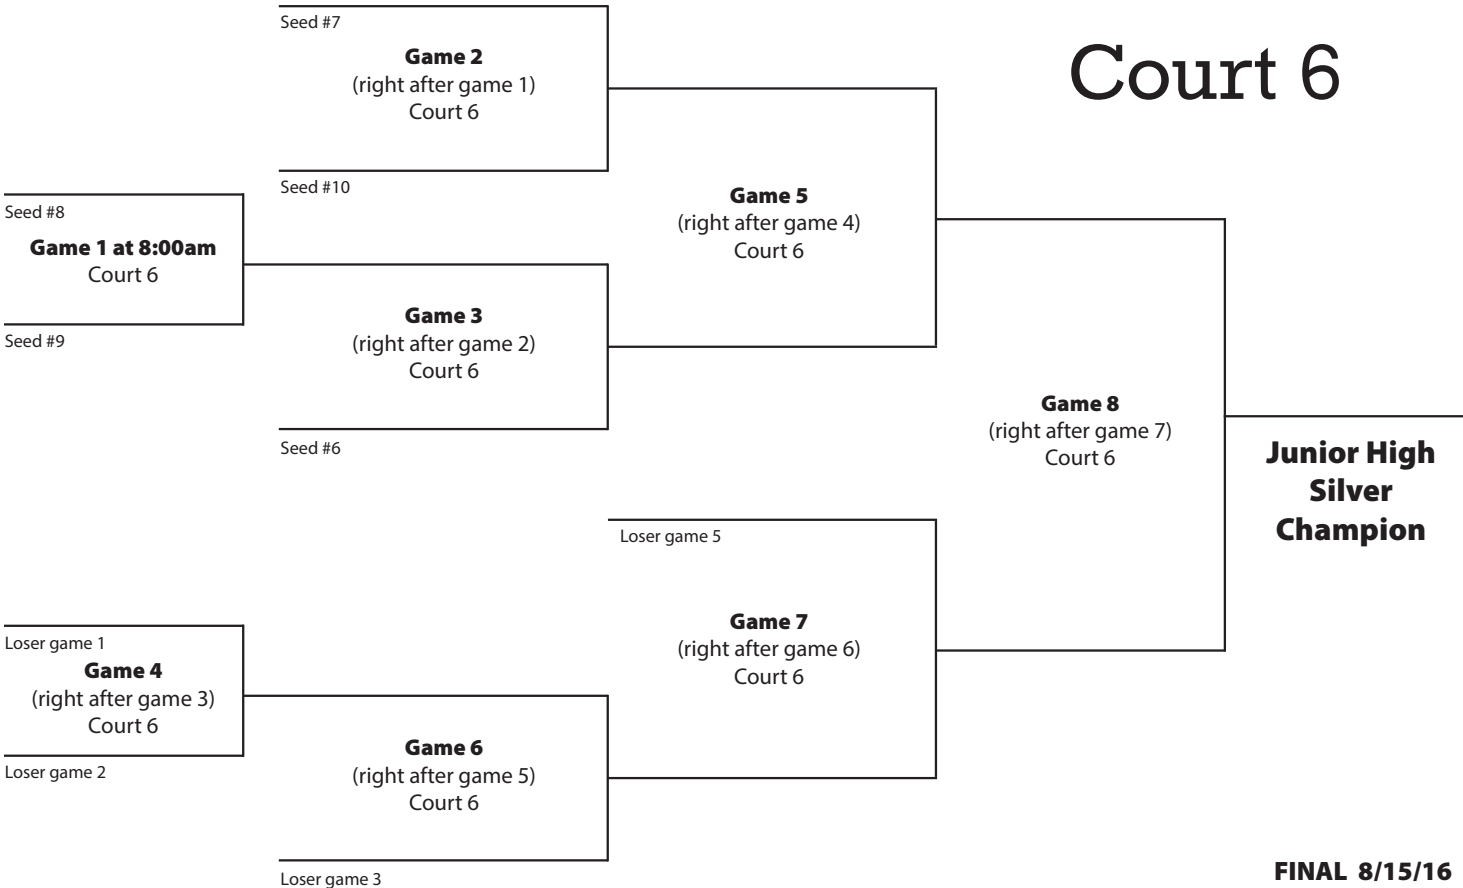 Court 6
Seed #7
Game 2
(right after game 1)
Court 6
Seed #10
Seed #8
Game 1 at 8:00am
Court 6
Seed #9
Game 3
(right after game 2)
Court 6
Seed #6
Game 5
(right after game 4)
Court 6
Game 8
(right after game 7)
Court 6
Junior High
Silver
Champion
Loser game 5
Game 7
(right after game 6)
Court 6
Loser game 1
Game 4
(right after game 3)
Court 6
Loser game 2
Game 6
(right after game 5)
Court 6
Loser game 3
FINAL 8/15/16